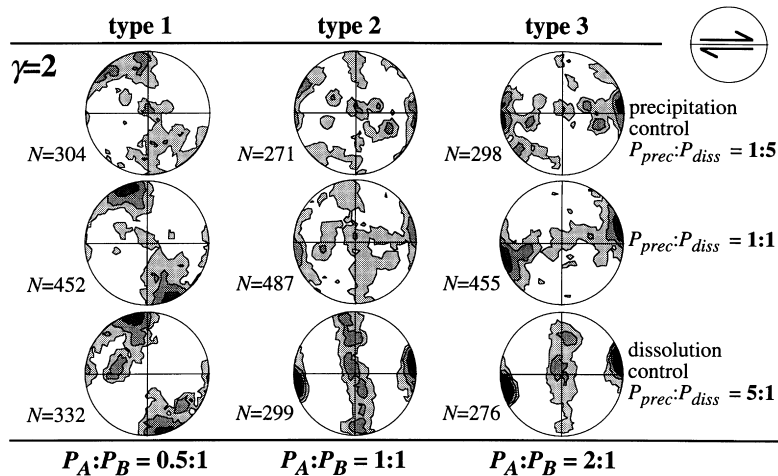 type 1 type 2 type 3
γ=2
N=304 N=271 N=298
precipitation
control
P_prec:P_diss = 1:5
N=452 N=487 N=455
P_prec:P_diss = 1:1
dissolution
control
P_prec:P_diss = 5:1
N=332 N=299 N=276
P_A:P_B = 0.5:1 P_A:P_B = 1:1 P_A:P_B = 2:1